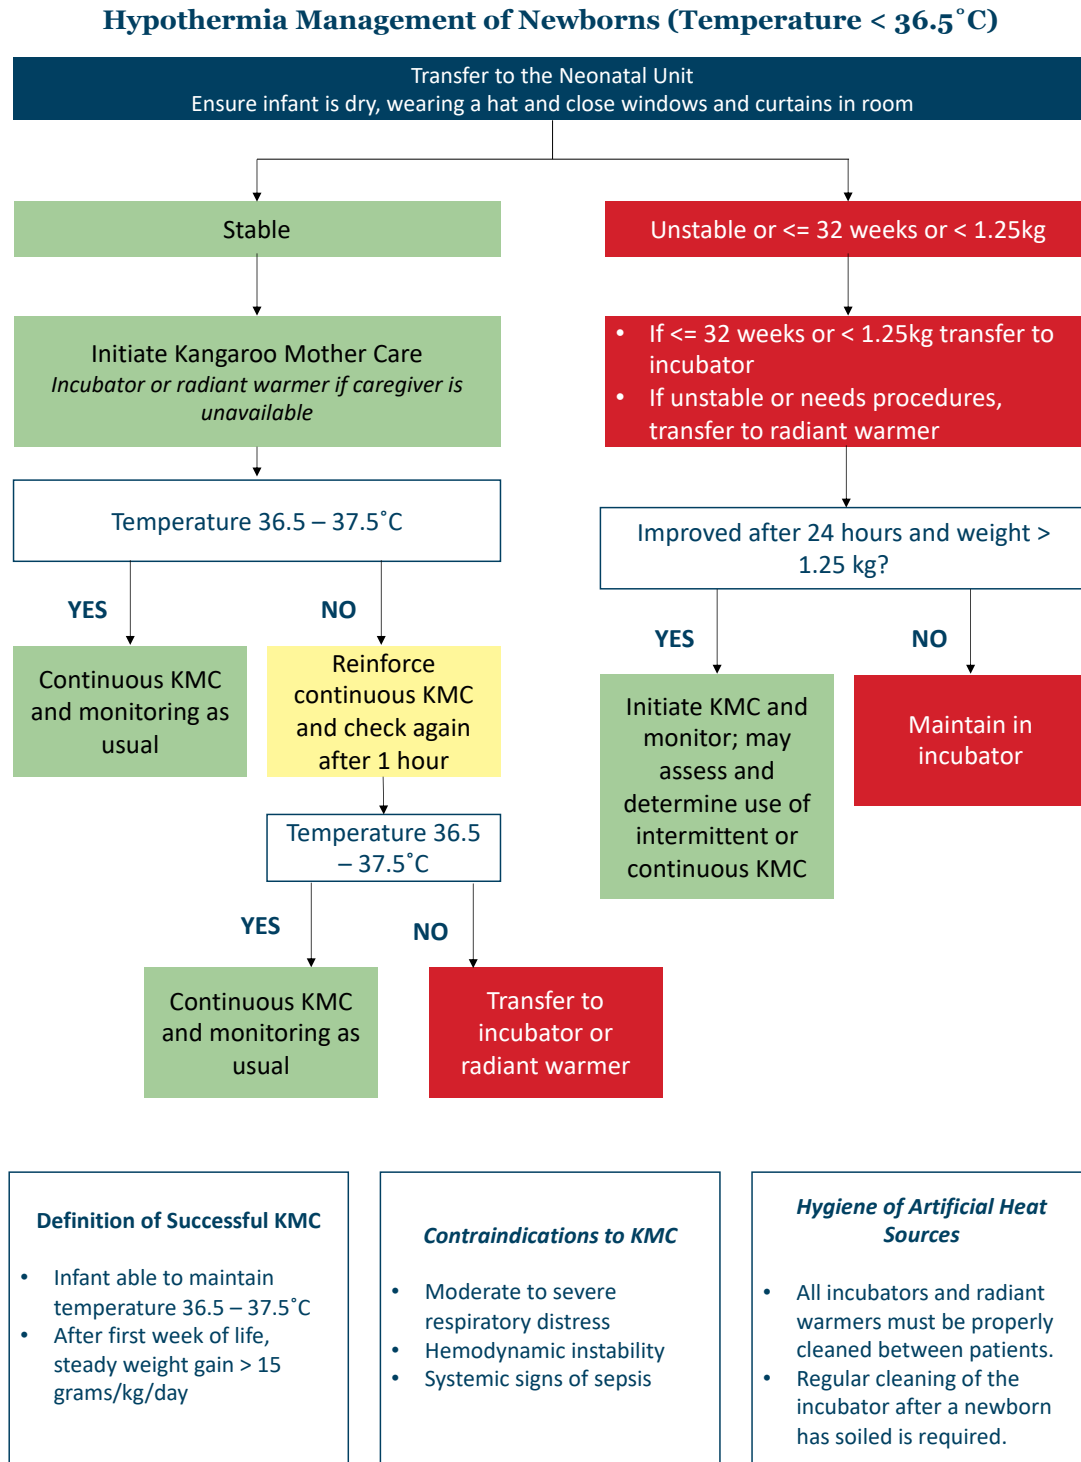 Hypothermia Management of Newborns (Temperature < 36.5˚C)
Transfer to the Neonatal Unit
Ensure infant is dry, wearing a hat and close windows and curtains in room
Stable
Unstable or <= 32 weeks or < 1.25kg
Initiate Kangaroo Mother Care
Incubator or radiant warmer if caregiver is
unavailable
• If <= 32 weeks or < 1.25kg transfer to
incubator
• If unstable or needs procedures,
transfer to radiant warmer
Temperature 36.5 – 37.5˚C
Improved after 24 hours and weight >
1.25 kg?
YES
NO
YES
NO
Continuous KMC
and monitoring as
usual
Reinforce
continuous KMC
and check again
after 1 hour
Initiate KMC and
monitor; may
assess and
determine use of
intermittent or
continuous KMC
Maintain in
incubator
Temperature 36.5
– 37.5˚C
YES
NO
Continuous KMC
and monitoring as
usual
Transfer to
incubator or
radiant warmer
Definition of Successful KMC
• Infant able to maintain
temperature 36.5 – 37.5˚C
• After first week of life,
steady weight gain > 15
grams/kg/day
Contraindications to KMC
• Moderate to severe
respiratory distress
• Hemodynamic instability
• Systemic signs of sepsis
Hygiene of Artificial Heat
Sources
• All incubators and radiant
warmers must be properly
cleaned between patients.
• Regular cleaning of the
incubator after a newborn
has soiled is required.